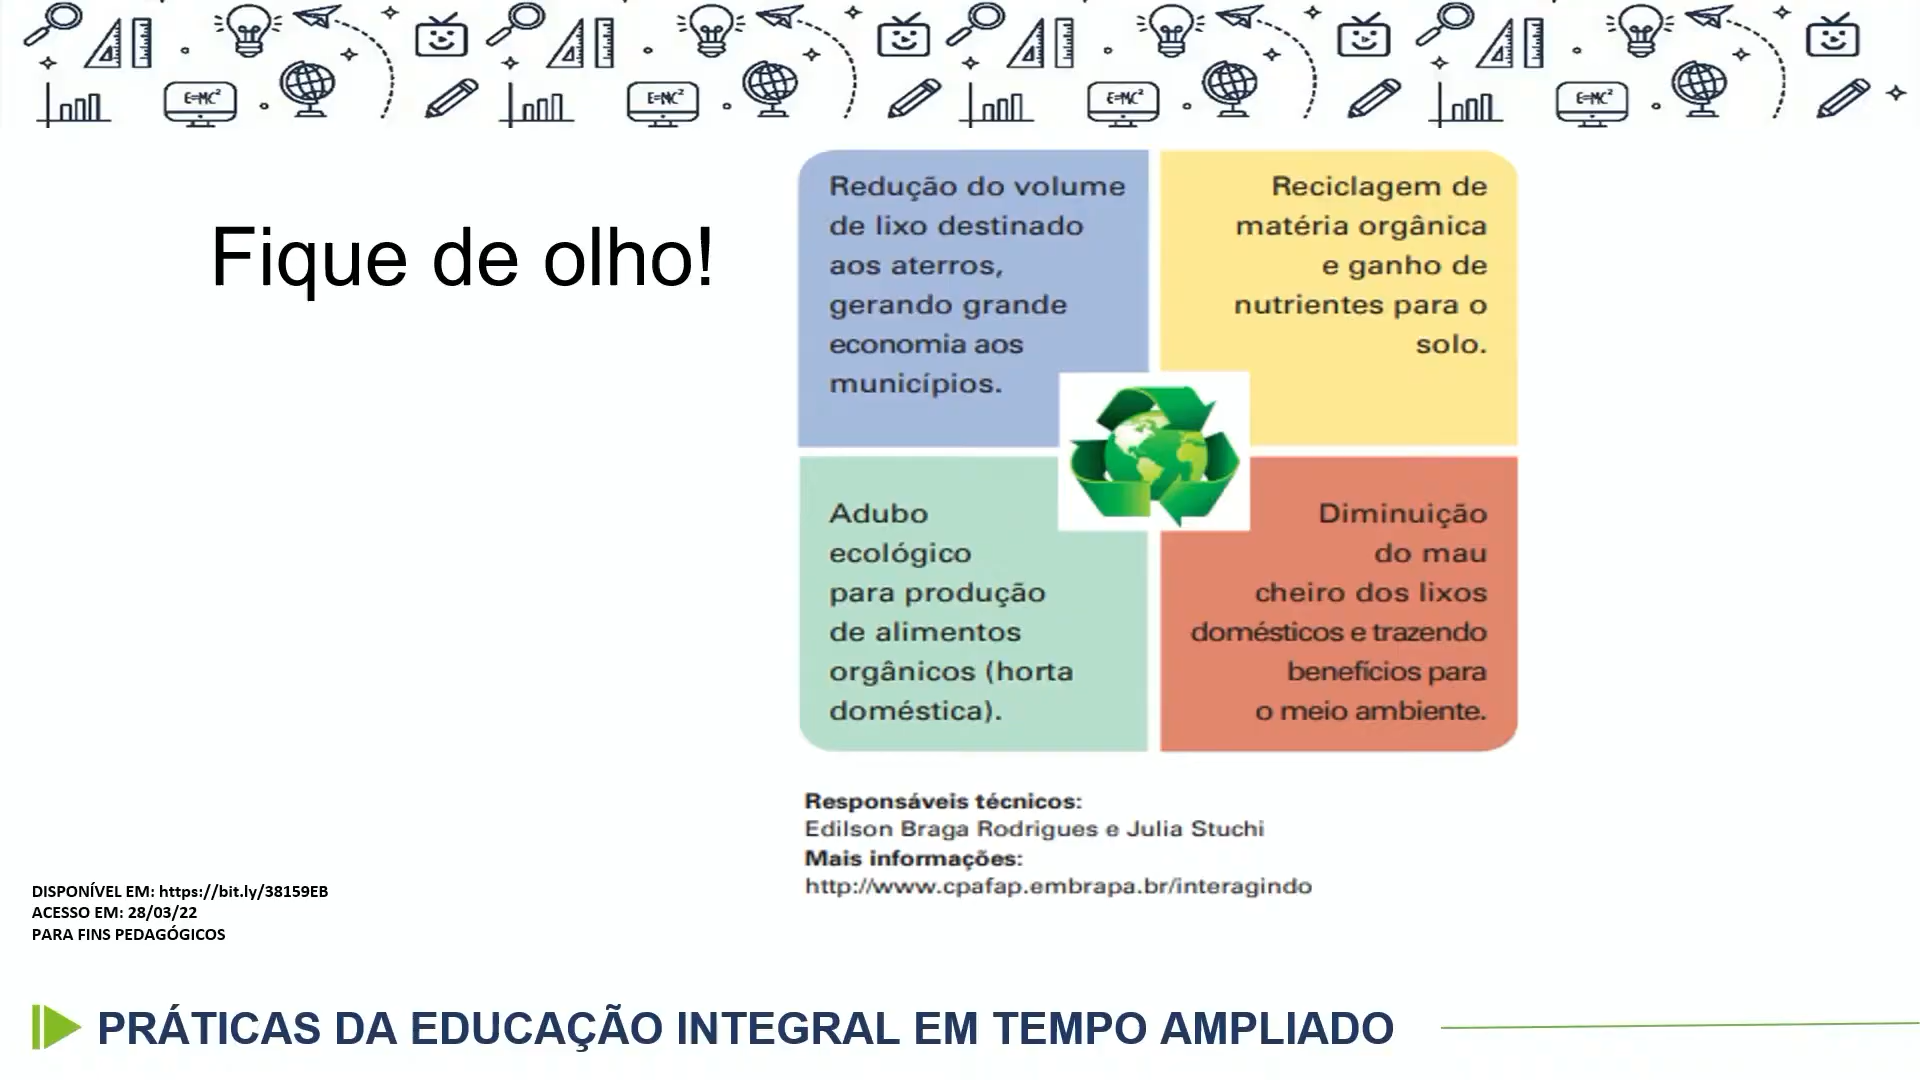 E=MC²
E=MC²
E=MC²
E=MC²
Fique de olho!
Redução do volume
de lixo destinado
aos aterros,
gerando grande
economia aos
municípios.
Reciclagem de
matéria orgânica
e ganho de
nutrientes para o
solo.
Adubo
ecológico
para produção
de alimentos
orgânicos (horta
doméstica).
Diminuição
do mau
cheiro dos lixos
domésticos e trazendo
benefícios para
o meio ambiente.
Responsáveis técnicos:
Edilson Braga Rodrigues e Julia Stuchi
Mais informações:
http://www.cpafap.embrapa.br/interagindo
DISPONÍVEL EM: https://bit.ly/38159EB
ACESSO EM: 28/03/22
PARA FINS PEDAGÓGICOS
PRÁTICAS DA EDUCAÇÃO INTEGRAL EM TEMPO AMPLIADO